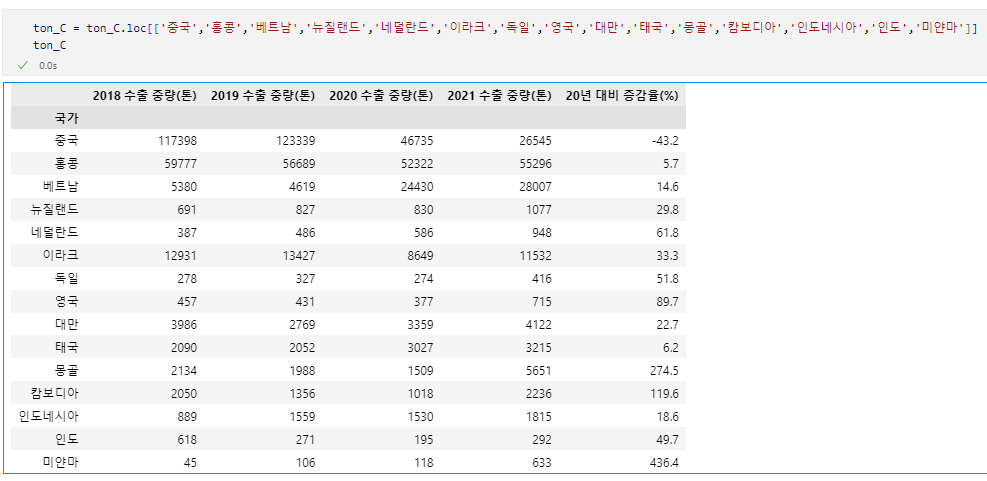 ton_C = ton_C.loc[['중국','홍콩','베트남','뉴질랜드','네덜란드','이라크','독일','영국','대만','태국','몽골','캄보디아','인도네시아','인도','미얀마']]
ton_C
✓ 0.0s
2018 수출 중량(톤) 2019 수출 중량(톤) 2020 수출 중량(톤) 2021 수출 중량(톤) 20년 대비 증감율(%)
국가
중국 117398 123339 46735 26545 -43.2
홍콩 59777 56689 52322 55296 5.7
베트남 5380 4619 24430 28007 14.6
뉴질랜드 691 827 830 1077 29.8
네덜란드 387 486 586 948 61.8
이라크 12931 13427 8649 11532 33.3
독일 278 327 274 416 51.8
영국 457 431 377 715 89.7
대만 3986 2769 3359 4122 22.7
태국 2090 2052 3027 3215 6.2
몽골 2134 1988 1509 5651 274.5
캄보디아 2050 1356 1018 2236 119.6
인도네시아 889 1559 1530 1815 18.6
인도 618 271 195 292 49.7
미얀마 45 106 118 633 436.4